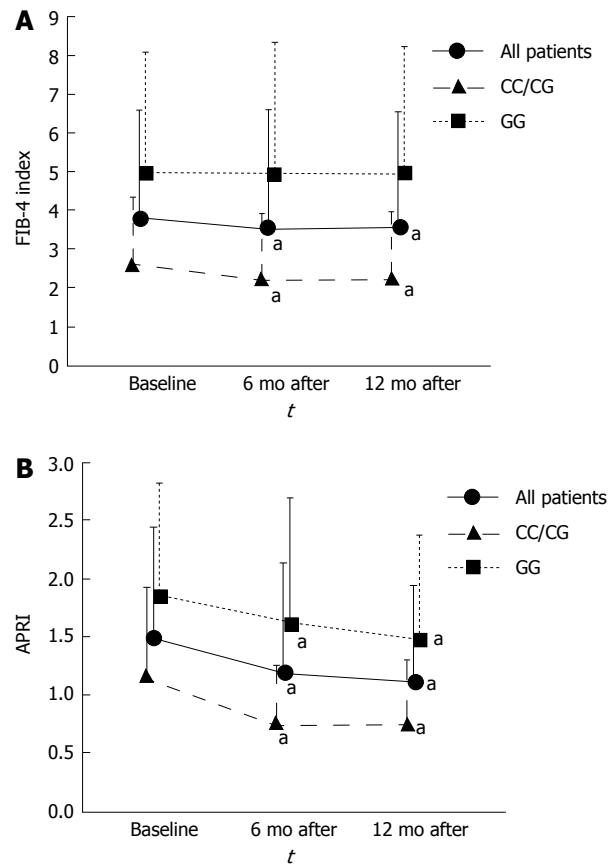 A
9
8
7
6
5
4
3
2
1
0
FIB-4 index
All patients
CC/CG
GG
a
a
a
a
Baseline 6 mo after 12 mo after
t
B
3.0
2.5
2.0
1.5
1.0
0.5
0.0
APRI
All patients
CC/CG
GG
a
a
a
a
a
a
Baseline 6 mo after 12 mo after
t